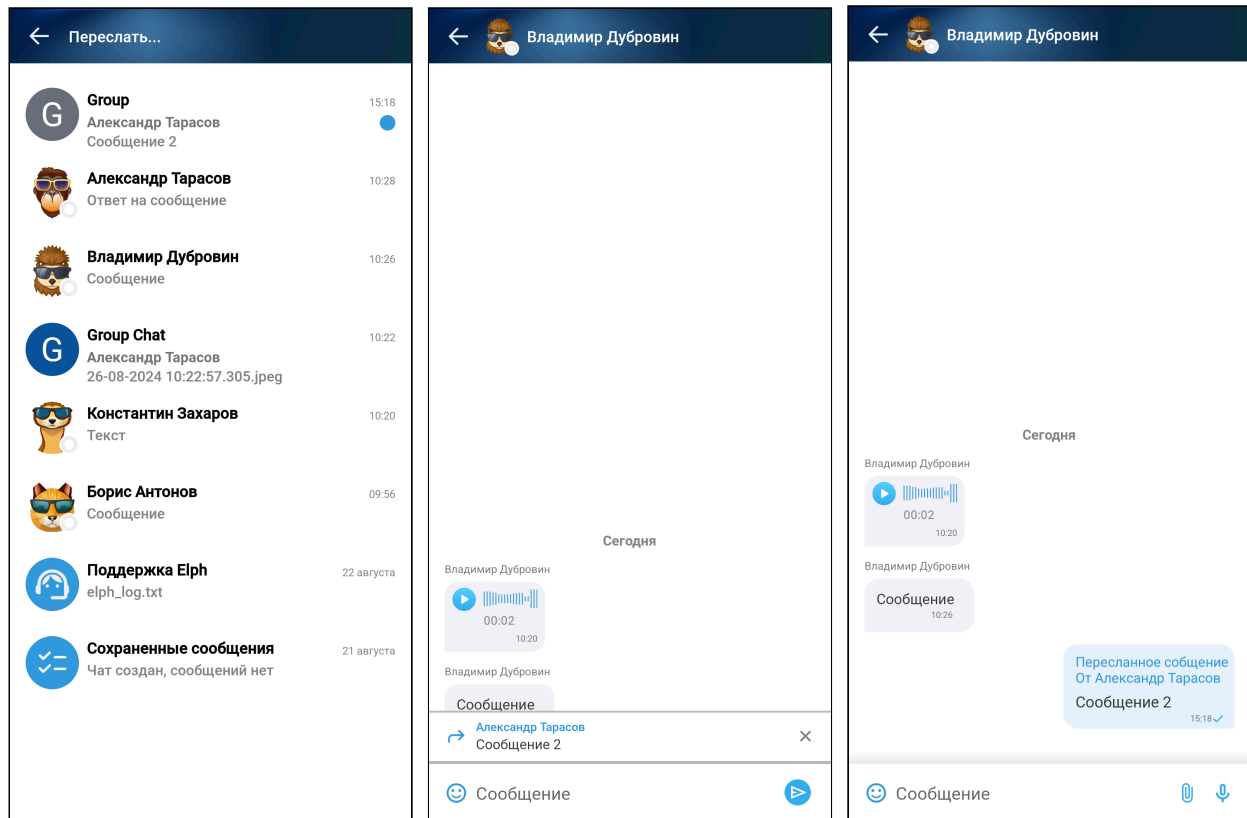 Переслать...
Group
15:18
Александр Тарасов
Сообщение 2
Александр Тарасов
10:28
Ответ на сообщение
Владимир Дубровин
10:26
Сообщение
Group Chat
10:22
Александр Тарасов
26-08-2024 10:22:57.305.jpeg
Константин Захаров
10:20
Текст
Борис Антонов
09:56
Сообщение
Поддержка Elph
22 августа
elph_log.txt
Сохраненные сообщения
21 августа
Чат создан, сообщений нет
G
G
Владимир Дубровин
Сегодня
Владимир Дубровин
00:02
10:20
Владимир Дубровин
Сообщение
Александр Тарасов
Сообщение 2
Сообщение
Владимир Дубровин
Сегодня
Владимир Дубровин
00:02
10:20
Владимир Дубровин
Сообщение
10:26
Пересланное собщение
От Александр Тарасов
Сообщение 2
15:18
Сообщение